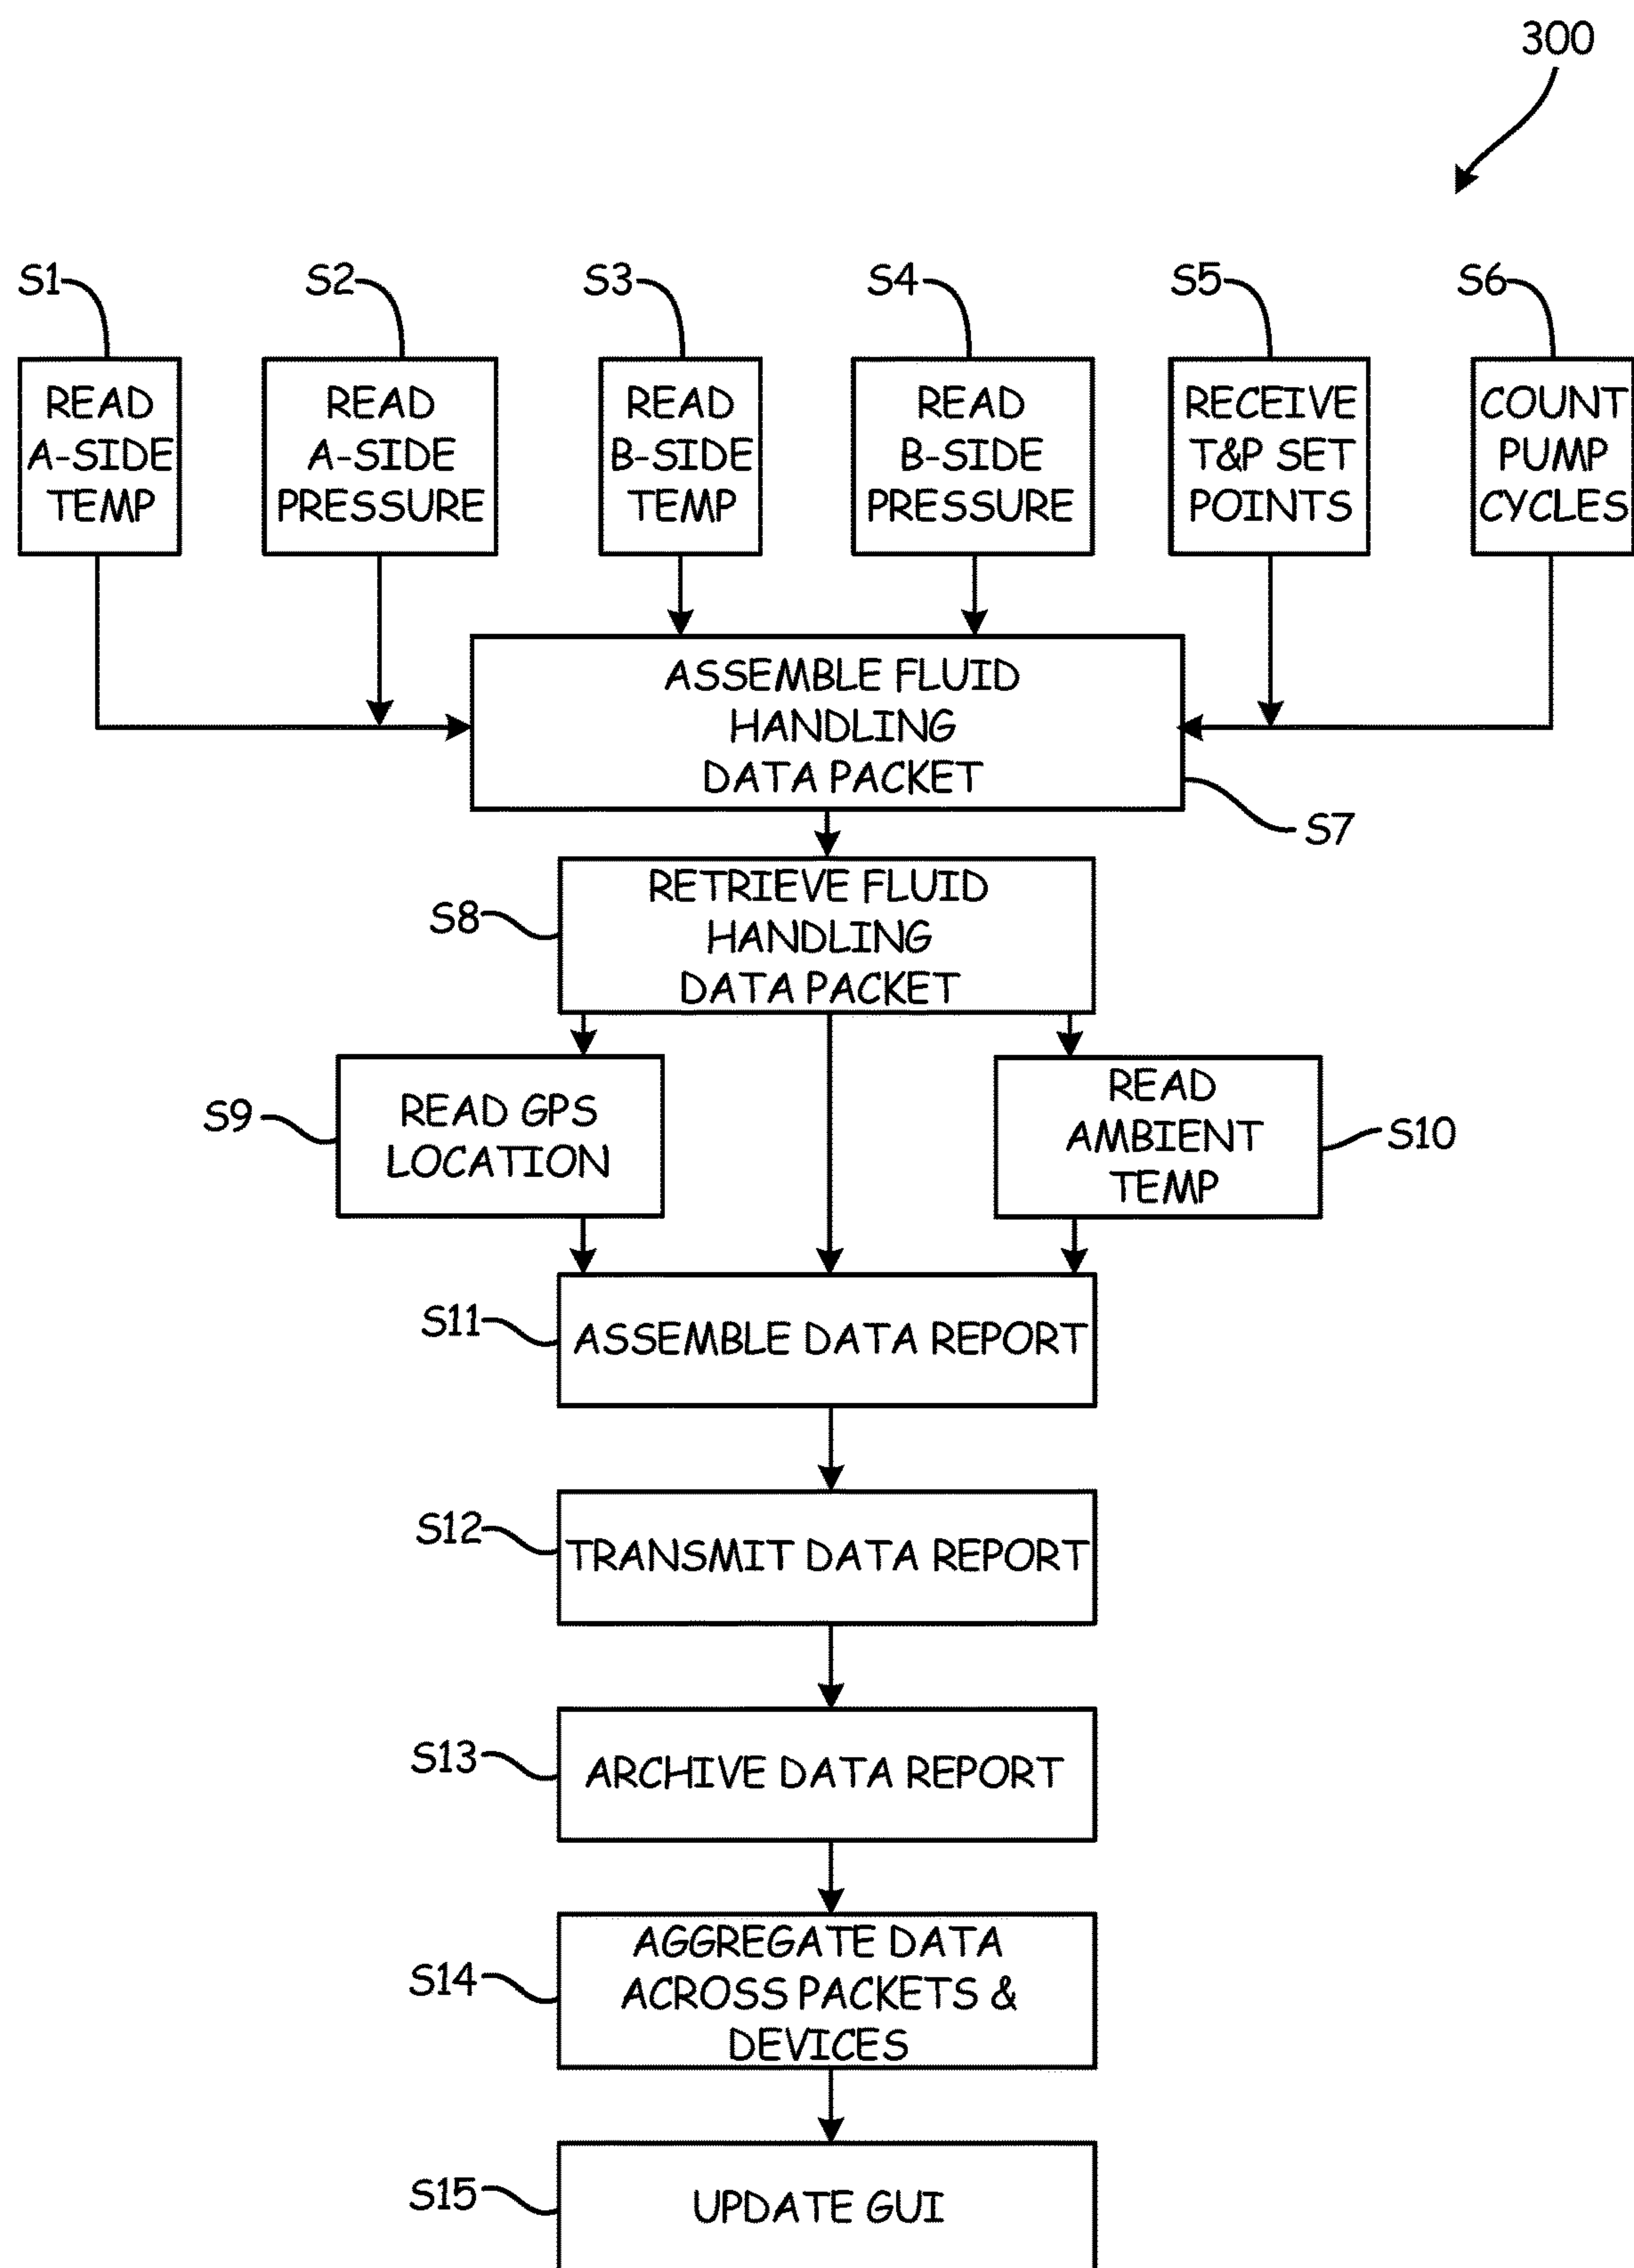 300
S1
S2
S3
S4
S5
S6
READ
A-SIDE
TEMP
READ
A-SIDE
PRESSURE
READ
B-SIDE
TEMP
READ
B-SIDE
PRESSURE
RECEIVE
T&P SET
POINTS
COUNT
PUMP
CYCLES
ASSEMBLE FLUID
HANDLING
DATA PACKET
S7
S8
RETRIEVE FLUID
HANDLING
DATA PACKET
S9
READ GPS
LOCATION
READ
AMBIENT
TEMP
S10
S11
ASSEMBLE DATA REPORT
S12
TRANSMIT DATA REPORT
S13
ARCHIVE DATA REPORT
S14
AGGREGATE DATA
ACROSS PACKETS &
DEVICES
S15
UPDATE GUI